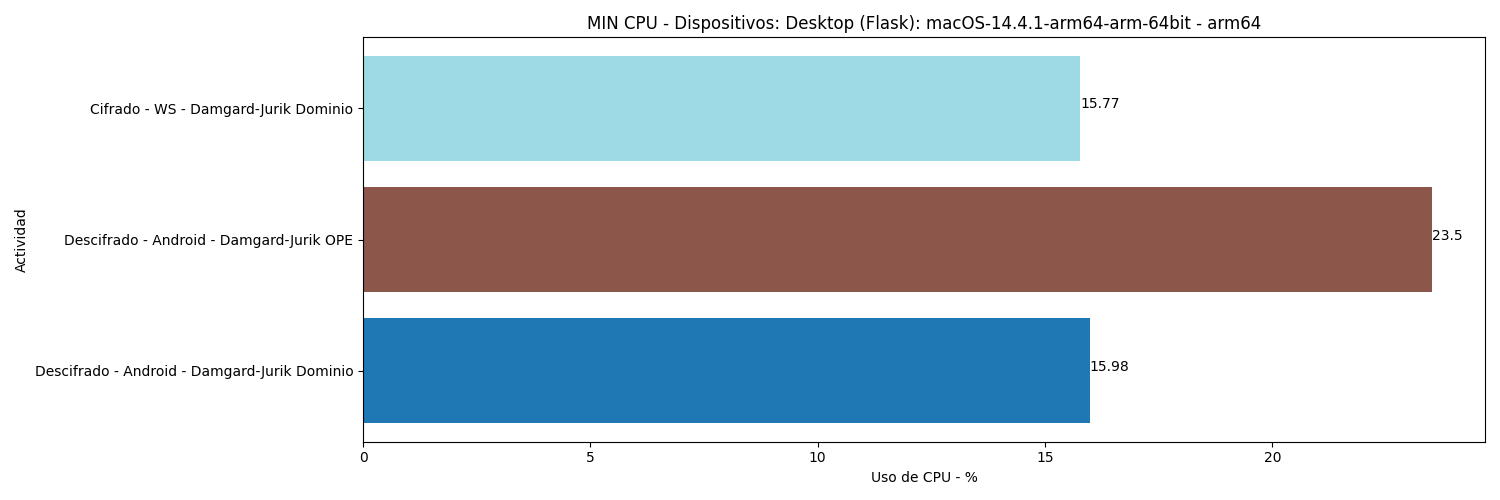 MIN CPU - Dispositivos: Desktop (Flask): macOS-14.4.1-arm64-arm-64bit - arm64
Actividad
Cifrado - WS - Damgard-Jurik Dominio
15.77
Descifrado - Android - Damgard-Jurik OPE
23.5
Descifrado - Android - Damgard-Jurik Dominio
15.98
0 5 10 15 20
Uso de CPU - %